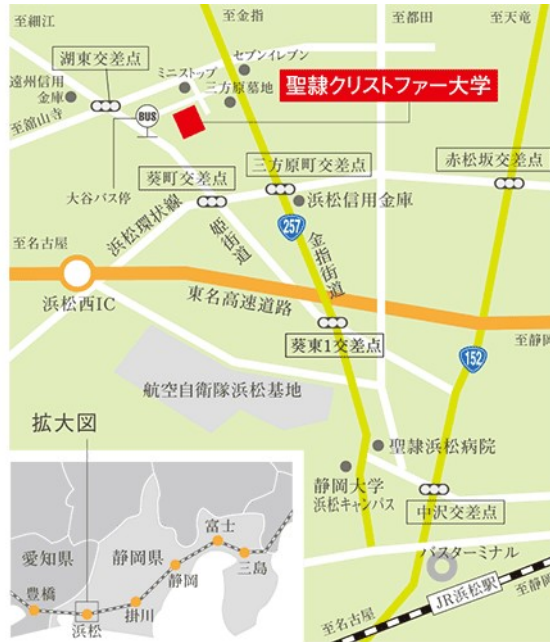 至細江
至金指
至都田
至天竜
湖東交差点
セブンイレブン
ミニストップ
遠州信用
金庫
三方原墓地
聖隷クリストファー大学
BUS
至舘山寺
三方原町交差点
赤松坂交差点
大谷バス停
葵町交差点
浜松信用金庫
浜松環状線
姫街道
257
金指街道
至名古屋
浜松西IC
東名高速道路
葵東1交差点
至静岡
152
航空自衛隊浜松基地
拡大図
聖隷浜松病院
静岡大学
浜松キャンパス
中沢交差点
バスターミナル
JR浜松駅
至静岡
至名古屋
愛知県
静岡県
富士
三島
静岡
掛川
豊橋
浜松